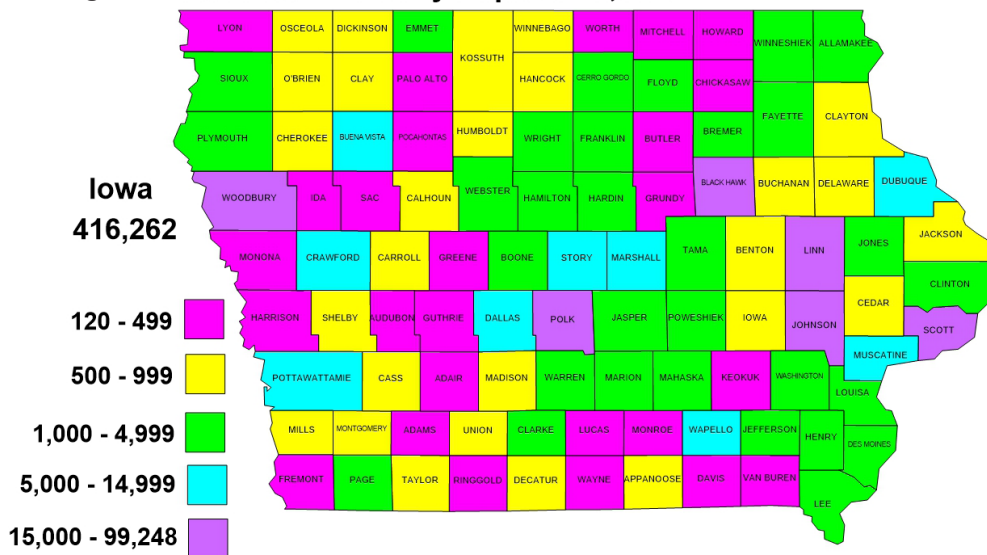 LYON OSCEOLA DICKINSON EMMET WINNEBAGO WORTH MITCHELL HOWARD WINNESHIEK ALLAMAKEE
KOSSUTH
SIOUX O'BRIEN CLAY PALO ALTO HANCOCK CERRO GORDO FLOYD CHICKASAW
FAYETTE CLAYTON
PLYMOUTH CHEROKEE BUENA VISTA POCAHONTAS HUMBOLDT WRIGHT FRANKLIN BUTLER BREMER
Iowa
416,262
WOODBURY IDA SAC CALHOUN WEBSTER HAMILTON HARDIN GRUNDY BLACK HAWK BUCHANAN DELAWARE DUBUQUE
MONONA CRAWFORD CARROLL GREENE BOONE STORY MARSHALL TAMA BENTON LINN JONES JACKSON
CLINTON
HARRISON SHELBY AUDUBON GUTHRIE DALLAS POLK JASPER POWESHIEK IOWA JOHNSON CEDAR SCOTT
MUSCATINE
POTTAWATTAMIE CASS ADAIR MADISON WARREN MARION MAHASKA KEOKUK WASHINGTON LOUISA
MILLS MONTGOMERY ADAMS UNION CLARKE LUCAS MONROE WAPELLO JEFFERSON HENRY DES MOINES
FREMONT PAGE TAYLOR RINGGOLD DECATUR WAYNE APPANOOSE DAVIS VAN BUREN LEE
120 - 499
500 - 999
1,000 - 4,999
5,000 - 14,999
15,000 - 99,248